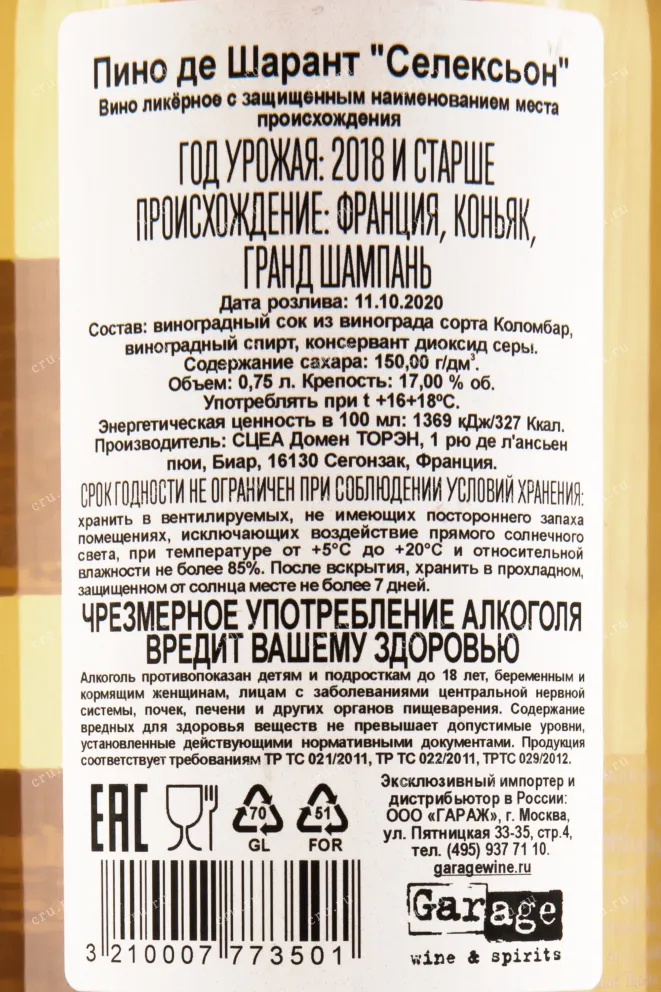 Пино де Шарант "Селексьон"
Вино ликёрное с защищённым наименованием места
происхождения
ГОД УРОЖАЯ: 2018 И СТАРШЕ
ПРОИСХОЖДЕНИЕ: ФРАНЦИЯ, КОНЬЯК,
ГРАНД ШАМПАНЬ
Дата розлива: 11.10.2020
Состав: виноградный сок из винограда сорта Коломбар,
виноградный спирт, консервант диоксид серы.
Содержание сахара: 150,00 г/дм³.
Объем: 0,75 л. Крепость: 17,00 % об.
Употреблять при t +16+18ºC.
Энергетическая ценность в 100 мл: 1369 кДж/327 Ккал.
Производитель: СЦЕА Домен ТОРЭН, 1 рю де л'ансьен
пюи, Биар, 16130 Сегонзак, Франция.
СРОК ГОДНОСТИ НЕ ОГРАНИЧЕН ПРИ СОБЛЮДЕНИИ УСЛОВИЙ ХРАНЕНИЯ:
хранить в вентилируемых, не имеющих постороннего запаха
помещениях, исключающих воздействие прямого солнечного
света, при температуре от +5°С до +20°С и относительной
влажности не более 85%. После вскрытия, хранить в прохладном,
защищенном от солнца месте не более 7 дней.
ЧРЕЗМЕРНОЕ УПОТРЕБЛЕНИЕ АЛКОГОЛЯ
ВРЕДИТ ВАШЕМУ ЗДОРОВЬЮ
Алкоголь противопоказан детям и подросткам до 18 лет, беременным и
кормящим женщинам, лицам с заболеваниями центральной нервной
системы, почек, печени и других органов пищеварения. Содержание
вредных для здоровья веществ не превышает допустимые уровни,
установленные действующими нормативными документами. Продукция
соответствует требованиям ТР ТС 021/2011, ТР ТС 022/2011, ТРТС 029/2012.
EAC
70
GL
51
FOR
Эксклюзивный импортер и
дистрибьютор в России:
ООО «ГАРАЖ», г. Москва,
ул. Пятницкая 33-35, стр.4,
тел. (495) 937 71 10.
garagewine.ru
Garage
wine & spirits
3 210007 773501